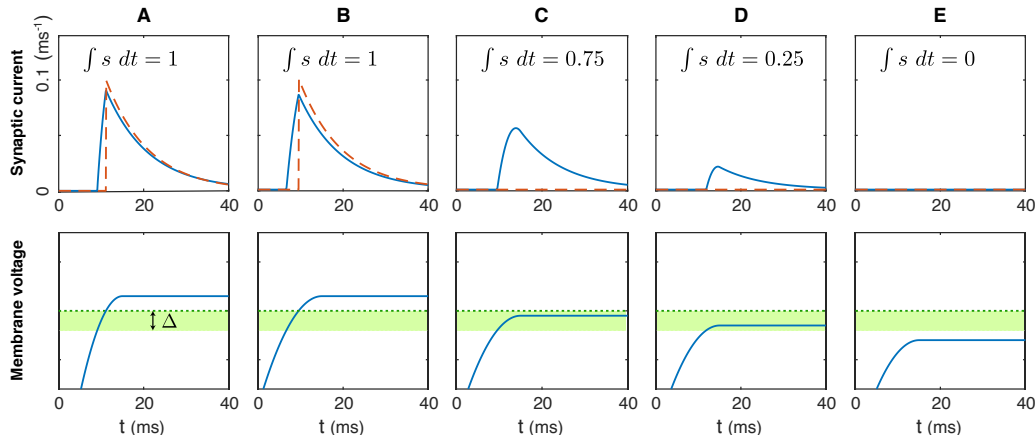 A B C D E
Synaptic current (ms⁻¹)
0.1
0
∫ s dt = 1
∫ s dt = 1
∫ s dt = 0.75
∫ s dt = 0.25
∫ s dt = 0
0 20 40
0 20 40
0 20 40
0 20 40
0 20 40
Membrane voltage
Δ
0 20 40
0 20 40
0 20 40
0 20 40
0 20 40
t (ms)
t (ms)
t (ms)
t (ms)
t (ms)